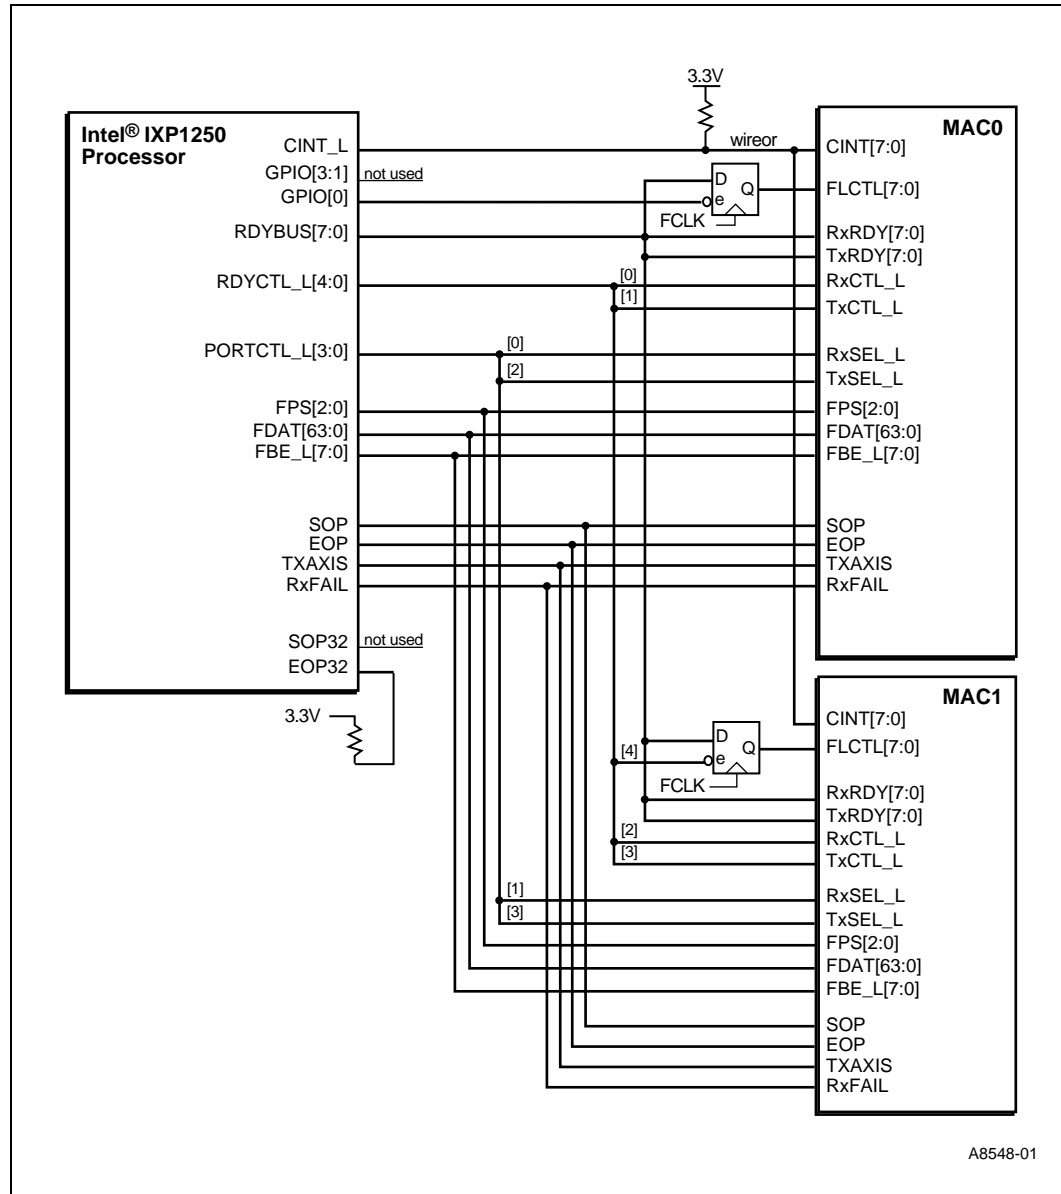 3.3V
Intel® IXP1250
Processor
MAC0
CINT_L
wireor
CINT[7:0]
GPIO[3:1]
not used
D
Q
e
FLCTL[7:0]
GPIO[0]
FCLK
RDYBUS[7:0]
RxRDY[7:0]
TxRDY[7:0]
RDYCTL_L[4:0]
[0]
RxCTL_L
[1]
TxCTL_L
PORTCTL_L[3:0]
[0]
RxSEL_L
[2]
TxSEL_L
FPS[2:0]
FPS[2:0]
FDAT[63:0]
FDAT[63:0]
FBE_L[7:0]
FBE_L[7:0]
SOP
SOP
EOP
EOP
TXAXIS
TXAXIS
RxFAIL
RxFAIL
SOP32
not used
EOP32
3.3V
MAC1
CINT[7:0]
D
Q
e
[4]
FLCTL[7:0]
FCLK
RxRDY[7:0]
TxRDY[7:0]
[2]
RxCTL_L
[3]
TxCTL_L
[1]
RxSEL_L
[3]
TxSEL_L
FPS[2:0]
FDAT[63:0]
FBE_L[7:0]
SOP
EOP
TXAXIS
RxFAIL
A8548-01